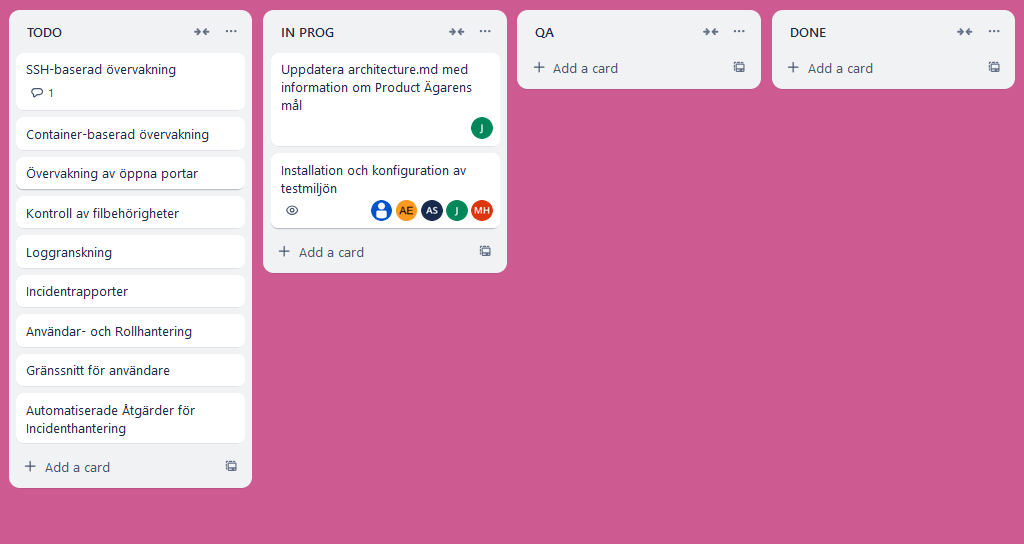 TODO
SSH-baserad övervakning
1
Container-baserad övervakning
Övervakning av öppna portar
Kontroll av filbehörigheter
Loggranskning
Incidentrapporter
Användar- och Rollhantering
Gränssnitt för användare
Automatiserade Åtgärder för
Incidenthantering
Add a card
IN PROG
Uppdatera architecture.md med
information om Product Ägarens
mål
J
Installation och konfiguration av
testmiljön
AE AS J MH
Add a card
QA
Add a card
DONE
Add a card